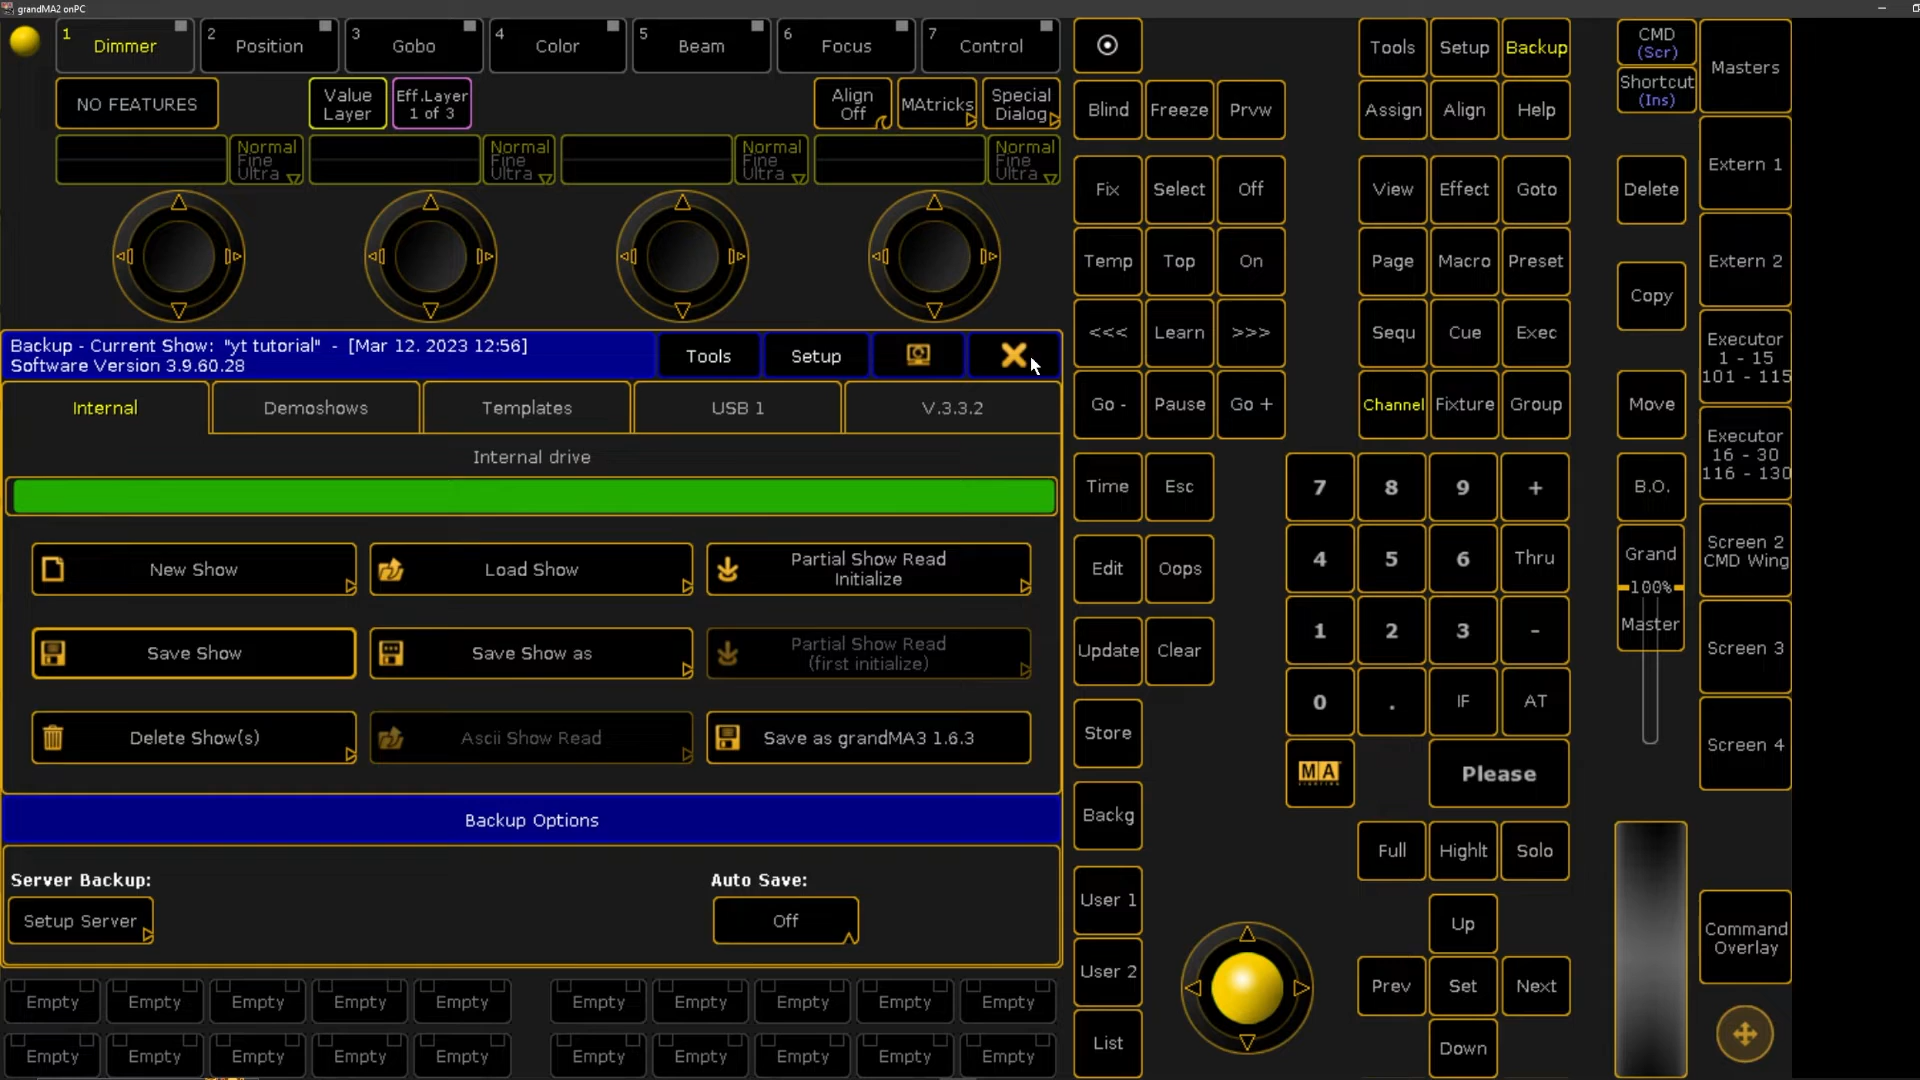 grandMA2 onPC
1 Dimmer
2 Position
3 Gobo
4 Color
5 Beam
6 Focus
7 Control
NO FEATURES
Value
Layer
Eff.Layer
1 of 3
Align
Off
MAtricks
Special
Dialog
Normal
Fine
Ultra
Normal
Fine
Ultra
Normal
Fine
Ultra
Normal
Fine
Ultra
Backup - Current Show: "yt tutorial" - [Mar 12. 2023 12:56]
Software Version 3.9.60.28
Tools
Setup
Internal
Demoshows
Templates
USB 1
V.3.3.2
Internal drive
New Show
Load Show
Partial Show Read
Initialize
Save Show
Save Show as
Partial Show Read
(first initialize)
Delete Show(s)
Ascii Show Read
Save as grandMA3 1.6.3
Backup Options
Server Backup:
Setup Server
Auto Save:
Off
Empty Empty Empty Empty Empty Empty Empty Empty Empty Empty
Empty Empty Empty Empty Empty Empty Empty Empty Empty Empty
Blind Freeze Prvw
Fix Select Off
Temp Top On
<<< Learn >>>
Go - Pause Go +
Time Esc
Edit Oops
Update Clear
Store
Backg
User 1
User 2
List
Tools Setup Backup
Assign Align Help
View Effect Goto
Page Macro Preset
Sequ Cue Exec
Channel Fixture Group
7 8 9 +
4 5 6 Thru
1 2 3 -
0 . IF AT
MA
LIGHTING
Please
Full Highlt Solo
Up
Prev Set Next
Down
CMD
(Scr)
Shortcut
(Ins)
Delete
Copy
Move
B.O.
Grand
100%
Master
Masters
Extern 1
Extern 2
Executor
1 - 15
101 - 115
Executor
16 - 30
116 - 130
Screen 2
CMD Wing
Screen 3
Screen 4
Command
Overlay